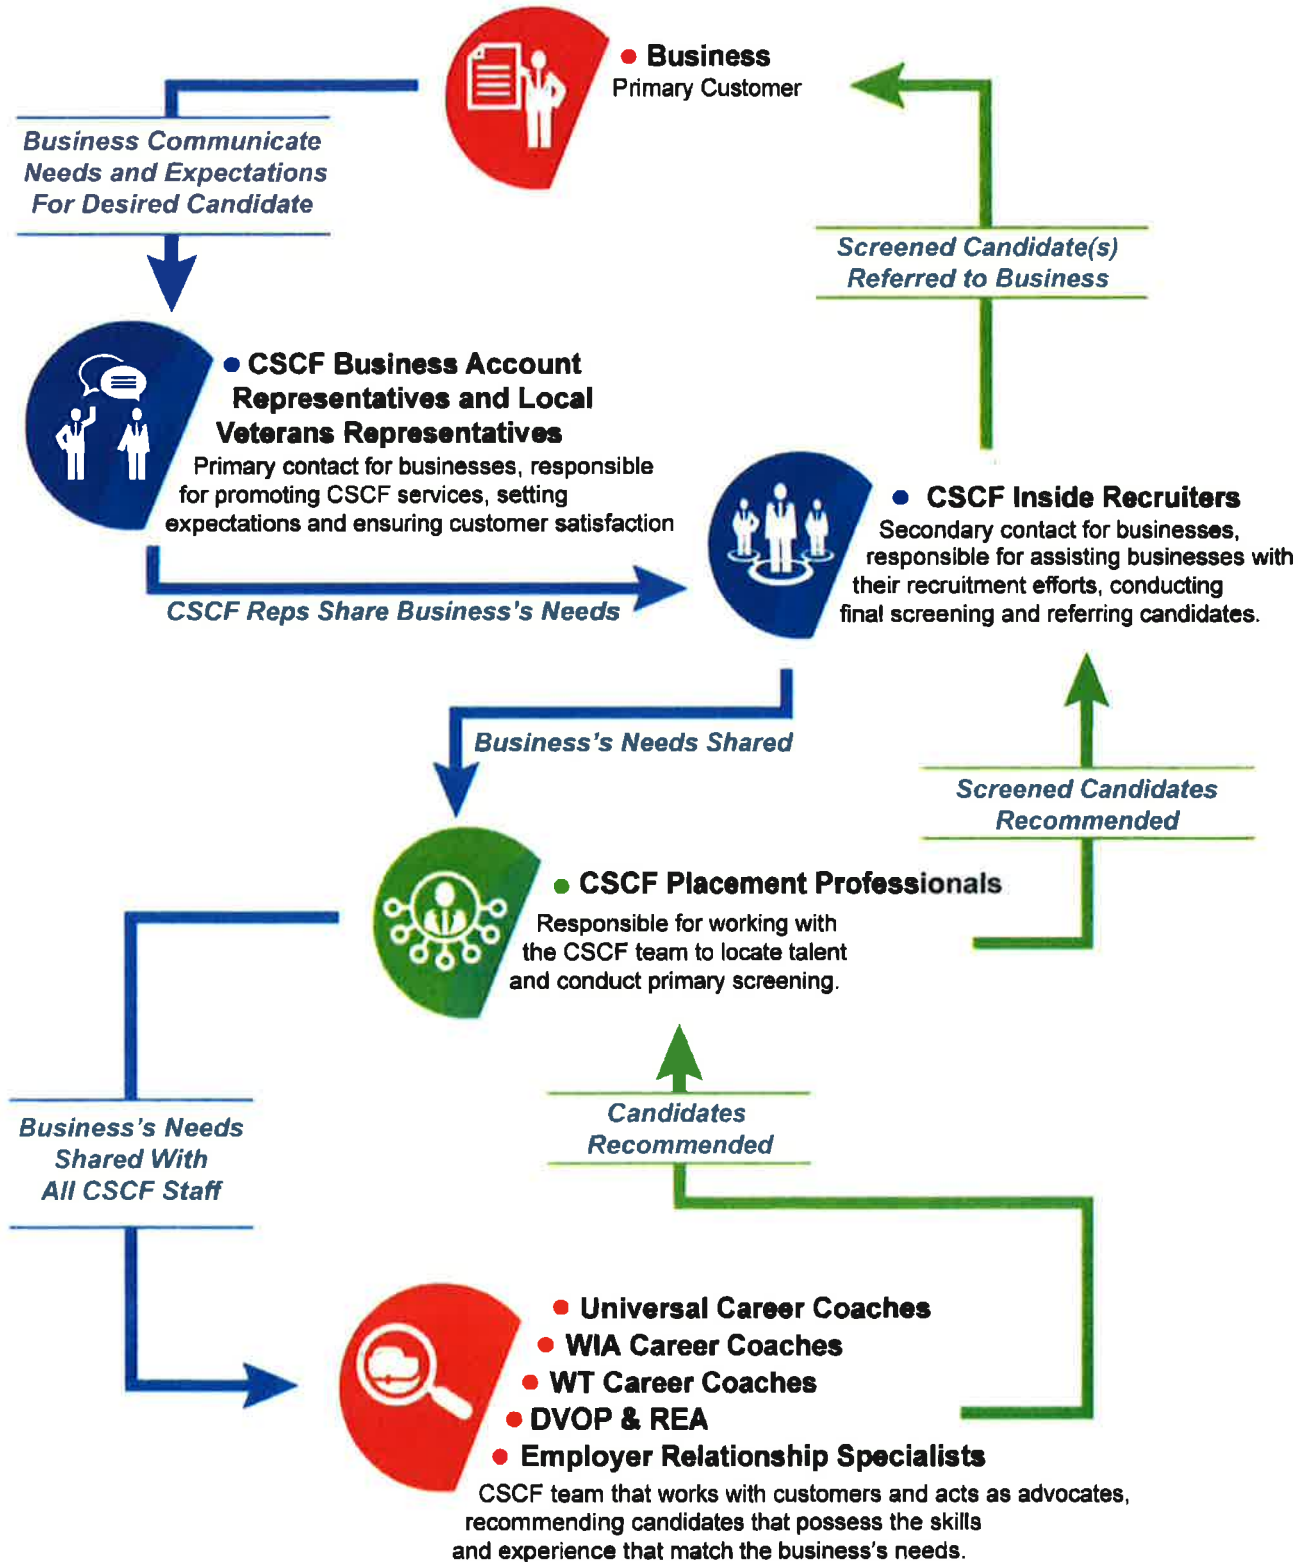 • Business
Primary Customer
Business Communicate
Needs and Expectations
For Desired Candidate
Screened Candidate(s)
Referred to Business
• CSCF Business Account
Representatives and Local
Veterans Representatives
Primary contact for businesses, responsible
for promoting CSCF services, setting
expectations and ensuring customer satisfaction
• CSCF Inside Recruiters
Secondary contact for businesses,
responsible for assisting businesses with
their recruitment efforts, conducting
final screening and referring candidates.
CSCF Reps Share Business's Needs
Business's Needs Shared
Screened Candidates
Recommended
• CSCF Placement Professionals
Responsible for working with
the CSCF team to locate talent
and conduct primary screening.
Business's Needs
Shared With
All CSCF Staff
Candidates
Recommended
• Universal Career Coaches
• WIA Career Coaches
• WT Career Coaches
• DVOP & REA
• Employer Relationship Specialists
CSCF team that works with customers and acts as advocates,
recommending candidates that possess the skills
and experience that match the business's needs.